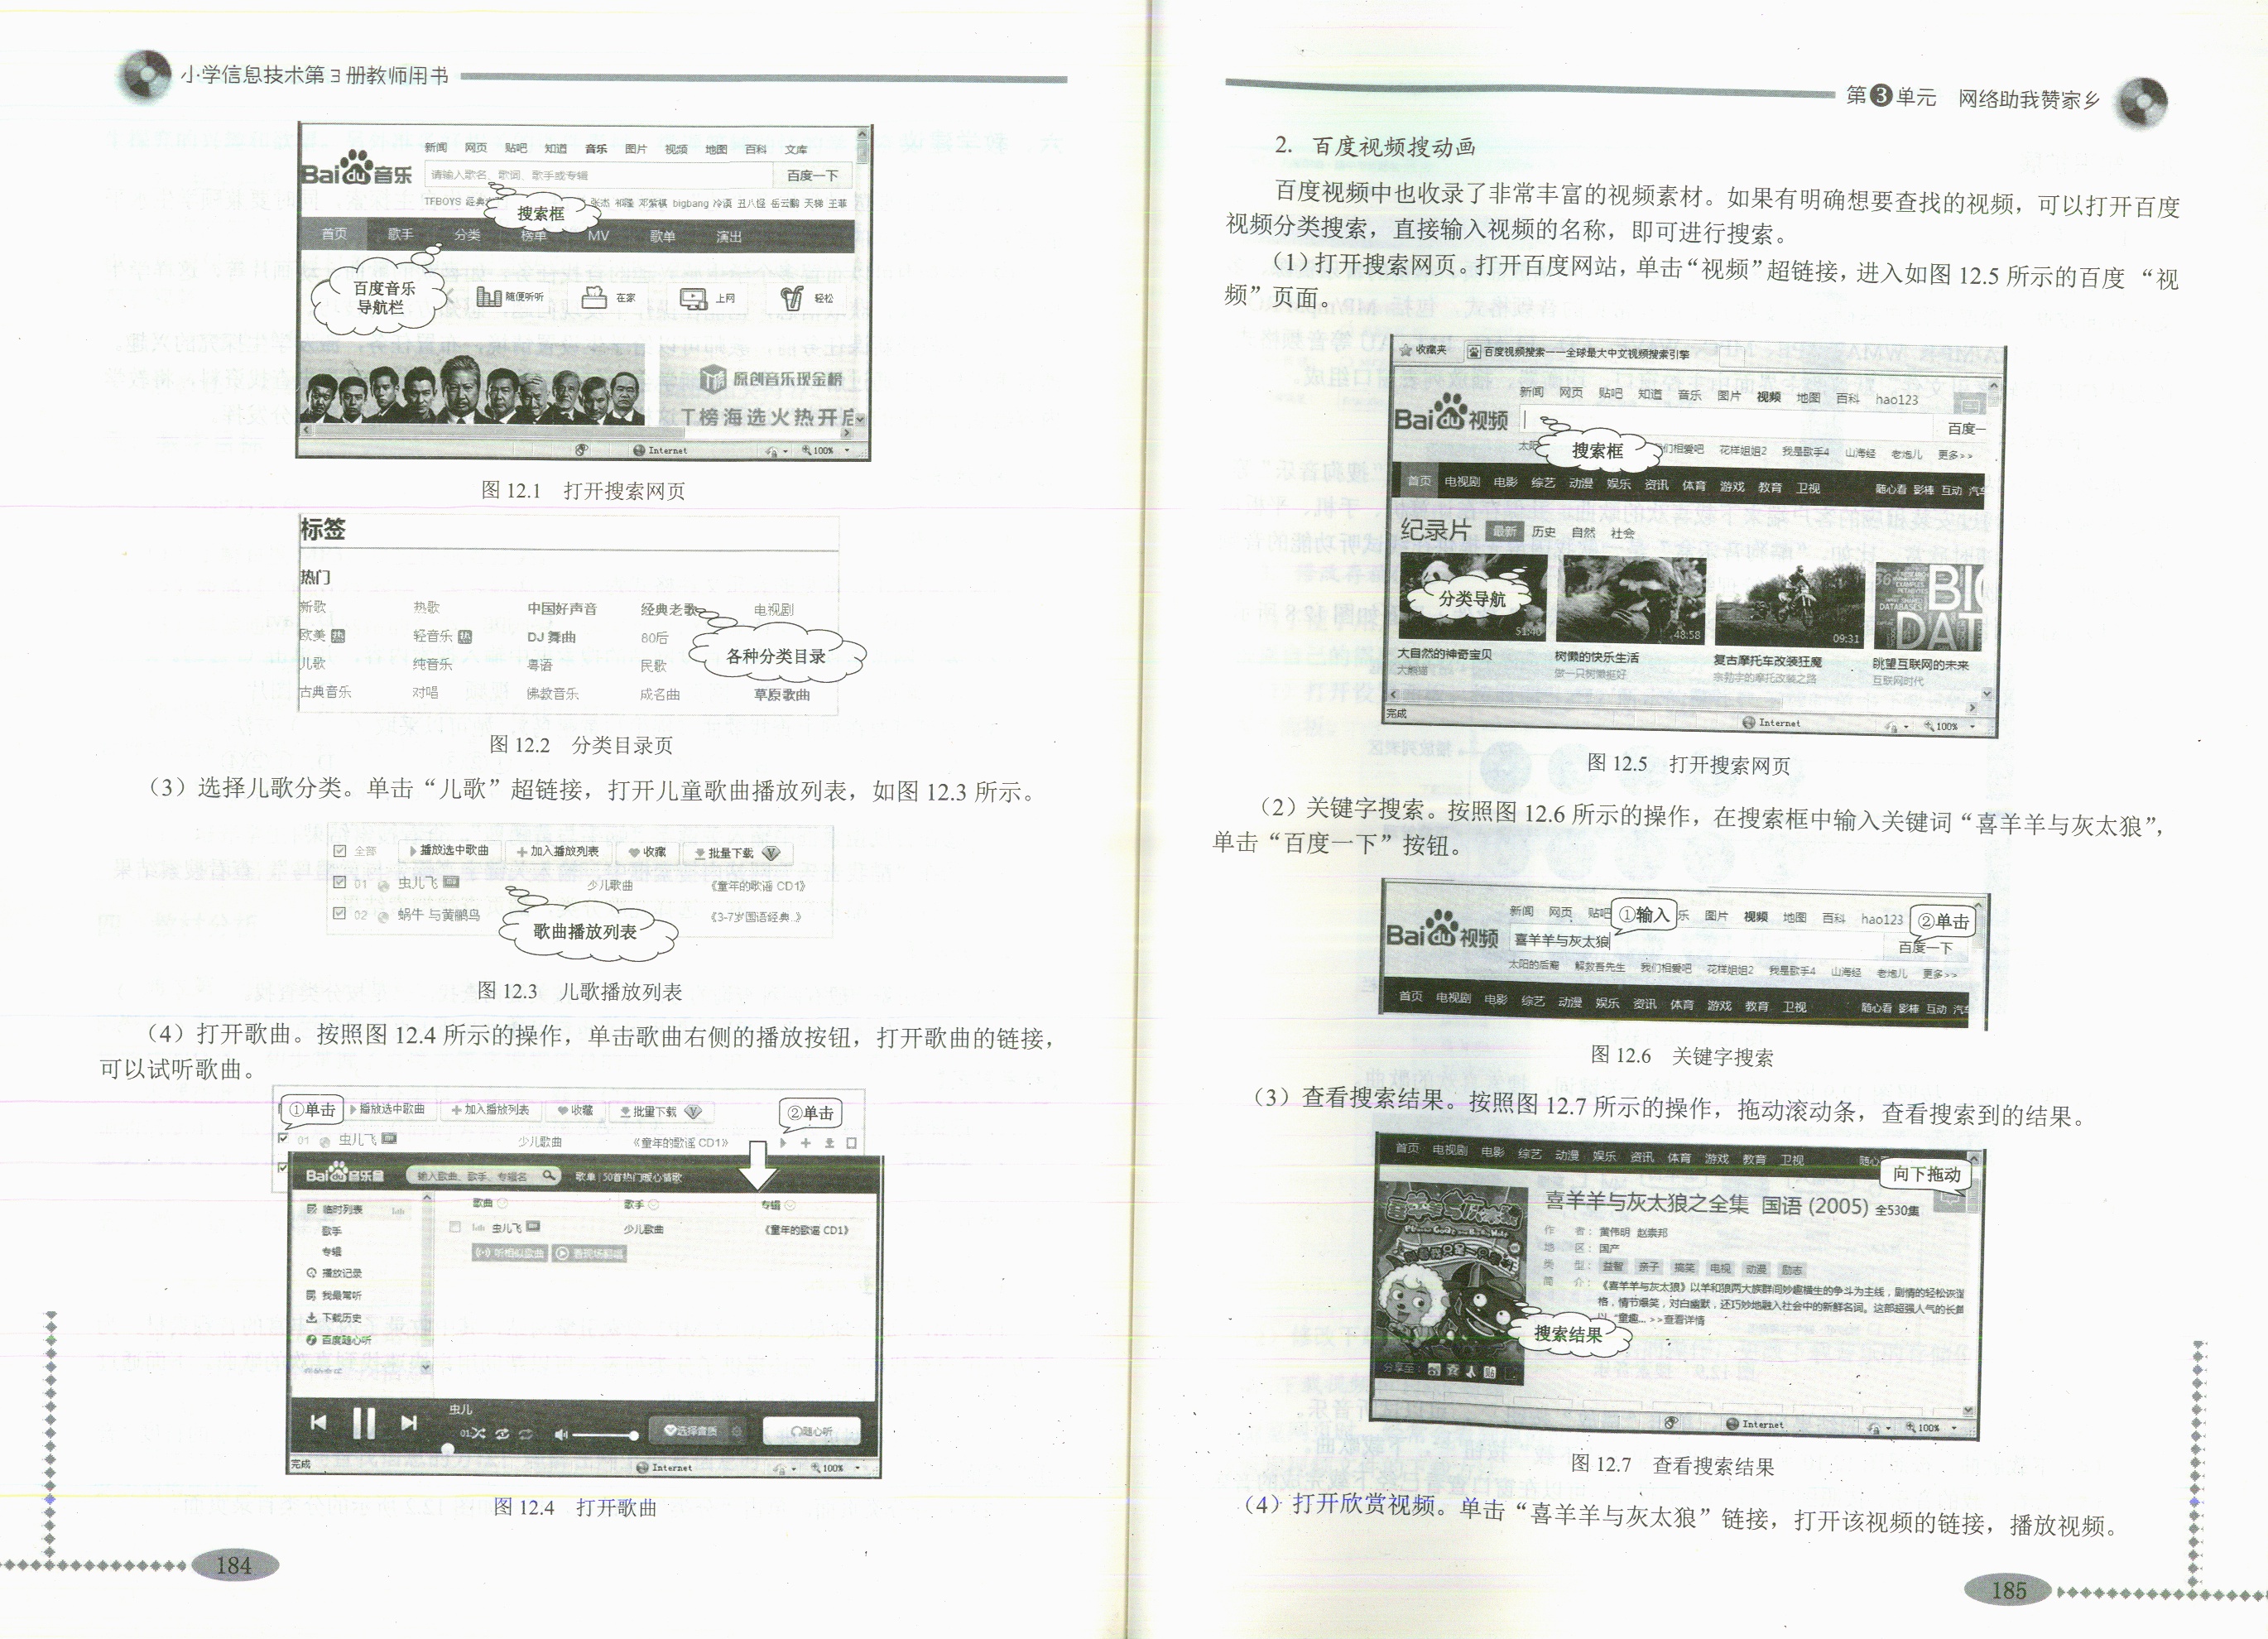 小学信息技术第3册教师用书
新闻 网页 贴吧 知道 音乐 图片 视频 地图 百科 文库
Bai du 音乐
请输入歌名、歌词、歌手或专辑
百度一下
搜索框
张杰 祁隆 邓紫棋 bigbang 冷漠 丑八怪 岳云鹏 天梯 王菲
首页 歌手 分类 榜单 MV 歌单 演出
百度音乐
导航栏
随便听听 在家 上网 轻松
原创音乐现金榜
T榜海选火热开启
Internet 100%
图 12.1 打开搜索网页
标签
热门
新歌 热歌 中国好声音 经典老歌 电视剧
欧美 热 轻音乐 热 DJ 舞曲 80后
各种分类目录
儿歌 纯音乐 粤语 民歌
古典音乐 对唱 佛教音乐 成名曲 草原歌曲
图 12.2 分类目录页
（3）选择儿歌分类。单击“儿歌”超链接，打开儿童歌曲播放列表，如图 12.3 所示。
全部 播放选中歌曲 加入播放列表 收藏 批量下载
01 虫儿飞 少儿歌曲 《童年的歌谣 CD1》
02 蜗牛与黄鹂鸟 《3-7岁国语经典..》
歌曲播放列表
图 12.3 儿歌播放列表
（4）打开歌曲。按照图 12.4 所示的操作，单击歌曲右侧的播放按钮，打开歌曲的链接，
可以试听歌曲。
①单击 播放选中歌曲 加入播放列表 收藏 批量下载 ②单击
01 虫儿飞 少儿歌曲 《童年的歌谣 CD1》
Bai du 音乐盒 输入歌曲、歌手、专辑名 歌单 | 50首热门暖心情歌
临时列表 歌曲 歌手 专辑
歌手 虫儿飞 少儿歌曲 《童年的歌谣 CD1》
专辑 听相似歌曲
播放记录
我最常听
下载历史
百度随心听
虫儿
选择音质 随心听
完成 Internet 100%
图 12.4 打开歌曲
184
第3单元 网络助我赞家乡
2. 百度视频搜动画
百度视频中也收录了非常丰富的视频素材。如果有明确想要查找的视频，可以打开百度
视频分类搜索，直接输入视频的名称，即可进行搜索。
（1）打开搜索网页。打开百度网站，单击“视频”超链接，进入如图 12.5 所示的百度“视
频”页面。
收藏夹 百度视频搜索——全球最大中文视频搜索引擎
新闻 网页 贴吧 知道 音乐 图片 视频 地图 百科 hao123
Bai du 视频
百度一
搜索框
们相爱吧 花样姐姐2 我是歌手4 山海经 老炮儿 更多>>
首页 电视剧 电影 综艺 动漫 娱乐 资讯 体育 游戏 教育 卫视 随心看 影棒 互动 汽车
纪录片 最新 历史 自然 社会
分类导航
51:40 48:58 09:31
BIG
DAT
大自然的神奇宝贝 树懒的快乐生活 复古摩托车改装狂魔 眺望互联网的未来
大熊猫 做一只树懒挺好 宗菊字的摩托改装之路 互联网时代
完成 Internet 100%
图 12.5 打开搜索网页
（2）关键字搜索。按照图 12.6 所示的操作，在搜索框中输入关键词“喜羊羊与灰太狼”，
单击“百度一下”按钮。
新闻 网页 贴吧 ①输入 乐 图片 视频 地图 百科 hao123 ②单击
Bai du 视频 喜羊羊与灰太狼 百度一下
太阳的后裔 解救吾先生 我们相爱吧 花样姐姐2 我是歌手4 山海经 老炮儿 更多>>
首页 电视剧 电影 综艺 动漫 娱乐 资讯 体育 游戏 教育 卫视 随心看 影棒 互动 汽车
图 12.6 关键字搜索
（3）查看搜索结果。按照图 12.7 所示的操作，拖动滚动条，查看搜索到的结果。
首页 电视剧 电影 综艺 动漫 娱乐 资讯 体育 游戏 教育 卫视 随心
向下拖动
喜羊羊与灰太狼之全集 国语 (2005) 全530集
作 者：黄伟明 赵崇邦
地 区：国产
类 型：益智 亲子 搞笑 电视 动漫 励志
简 介：《喜羊羊与灰太狼》以羊和狼两大族群间妙趣横生的争斗为主线，剧情的轻松诙谐
格，情节爆笑，对白幽默，还巧妙地融入社会中的新鲜名词。这部超强人气的长
以“童趣... >>查看详情
搜索结果
分享至：
Internet 100%
图 12.7 查看搜索结果
（4）打开欣赏视频。单击“喜羊羊与灰太狼”链接，打开该视频的链接，播放视频。
185